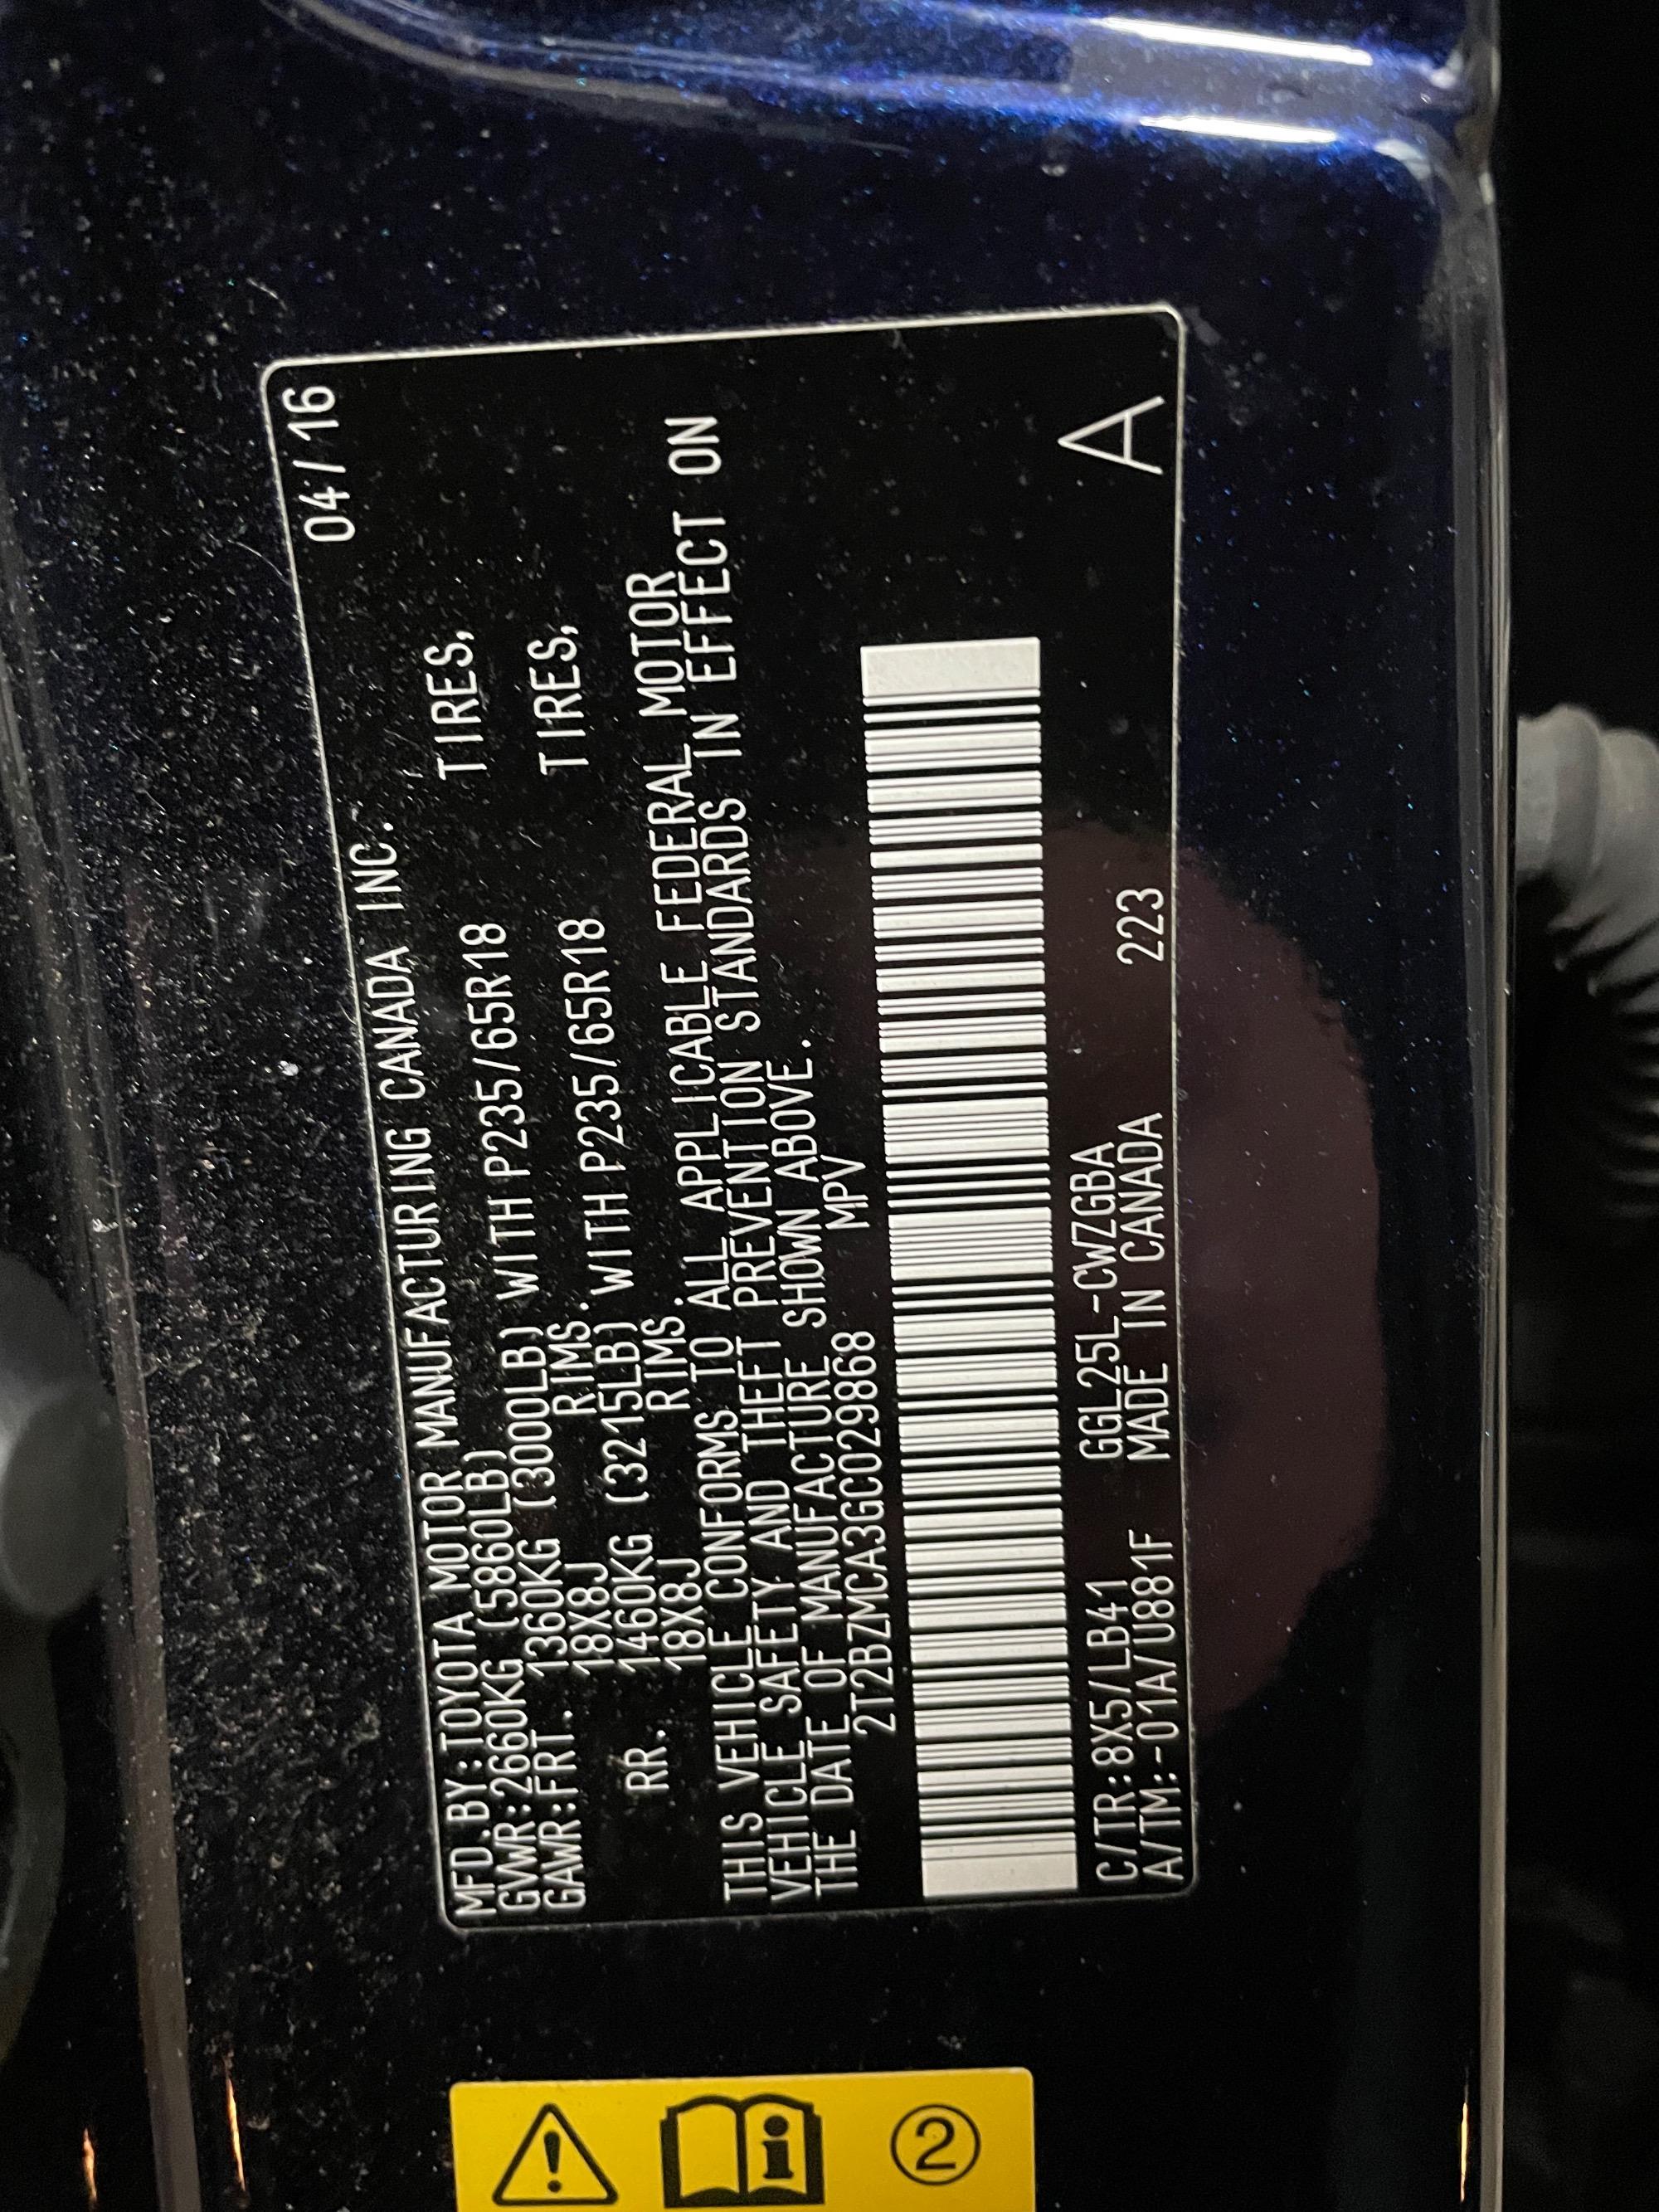 04/16
MFD.BY:TOYOTA MOTOR MANUFACTURING CANADA INC.
GVWR:2660KG (5860LB)
GAWR:FRT. 1360KG (3000LB) WITH P235/65R18 TIRES,
18X8J RIMS.
RR. 1460KG (3215LB) WITH P235/65R18 TIRES,
18X8J RIMS.
THIS VEHICLE CONFORMS TO ALL APPLICABLE FEDERAL MOTOR
VEHICLE SAFETY AND THEFT PREVENTION STANDARDS IN EFFECT ON
THE DATE OF MANUFACTURE SHOWN ABOVE.
2T2BZMCA3GC029868 MPV
C/TR:8X5/LB41 GGL25L-CWZGBA
A/TM:-01A/U881F MADE IN CANADA 223
A
2